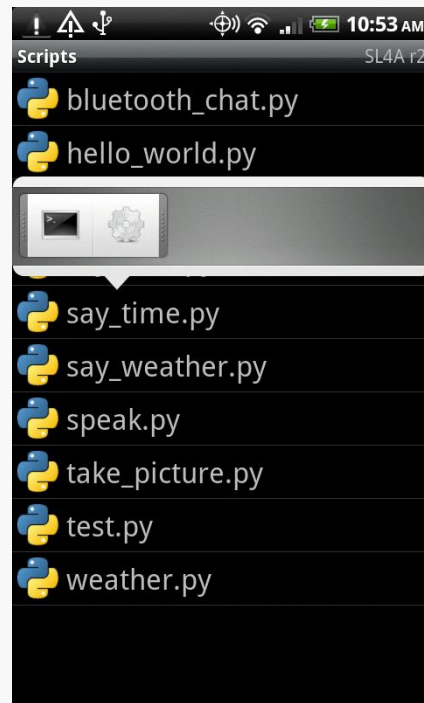 10:53 AM
Scripts SL4A r2
bluetooth_chat.py
hello_world.py
say_time.py
say_weather.py
speak.py
take_picture.py
test.py
weather.py